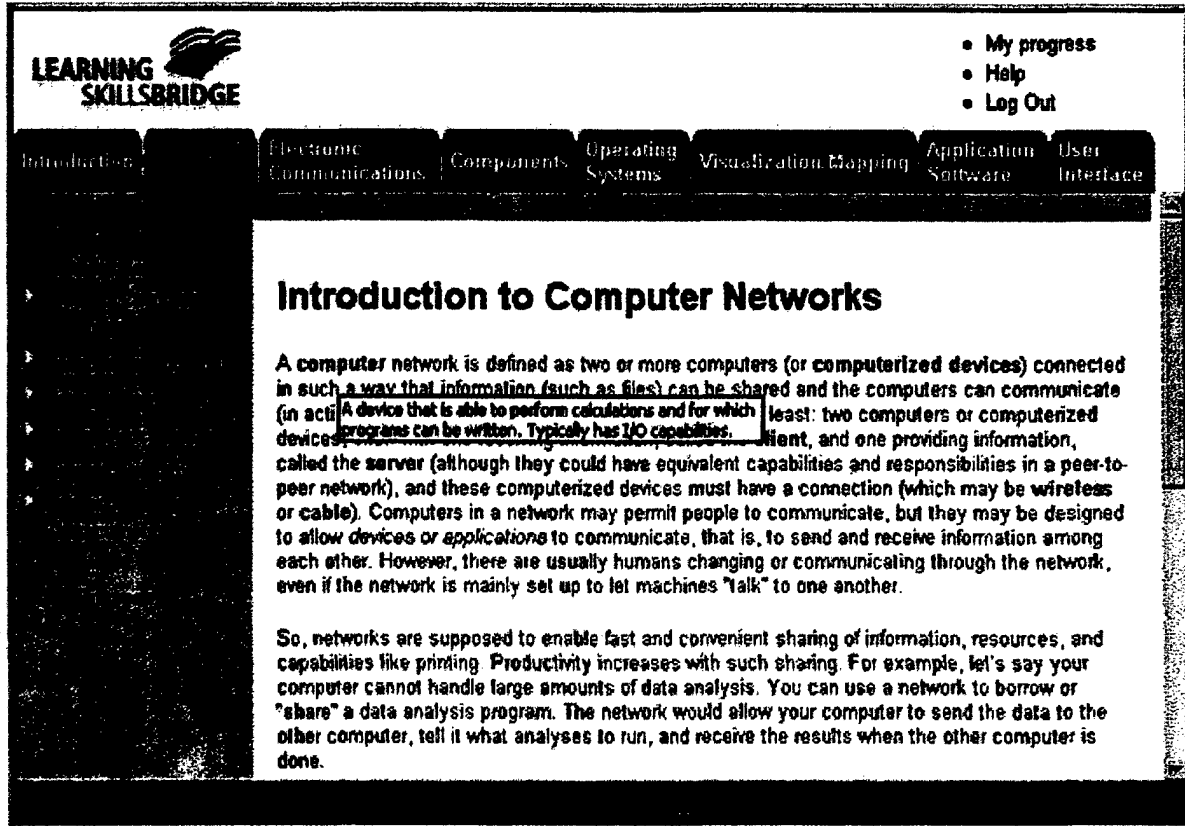 LEARNING
SKILLSBRIDGE
• My progress
• Help
• Log Out
Introduction
Electronic
Communications
Components
Operating
Systems
Visualization Mapping
Application
Software
User
Interface
Introduction to Computer Networks
A computer network is defined as two or more computers (or computerized devices) connected
in such a way that information (such as files) can be shared and the computers can communicate
(in acti
A device that is able to perform calculations and for which
least: two computers or computerized
devices
programs can be written. Typically has I/O capabilities.
client, and one providing information,
called the server (although they could have equivalent capabilities and responsibilities in a peer-to-
peer network), and these computerized devices must have a connection (which may be wireless
or cable). Computers in a network may permit people to communicate, but they may be designed
to allow devices or applications to communicate, that is, to send and receive information among
each other. However, there are usually humans changing or communicating through the network,
even if the network is mainly set up to let machines "talk" to one another.
So, networks are supposed to enable fast and convenient sharing of information, resources, and
capabilities like printing. Productivity increases with such sharing. For example, let's say your
computer cannot handle large amounts of data analysis. You can use a network to borrow or
"share" a data analysis program. The network would allow your computer to send the data to the
other computer, tell it what analyses to run, and receive the results when the other computer is
done.